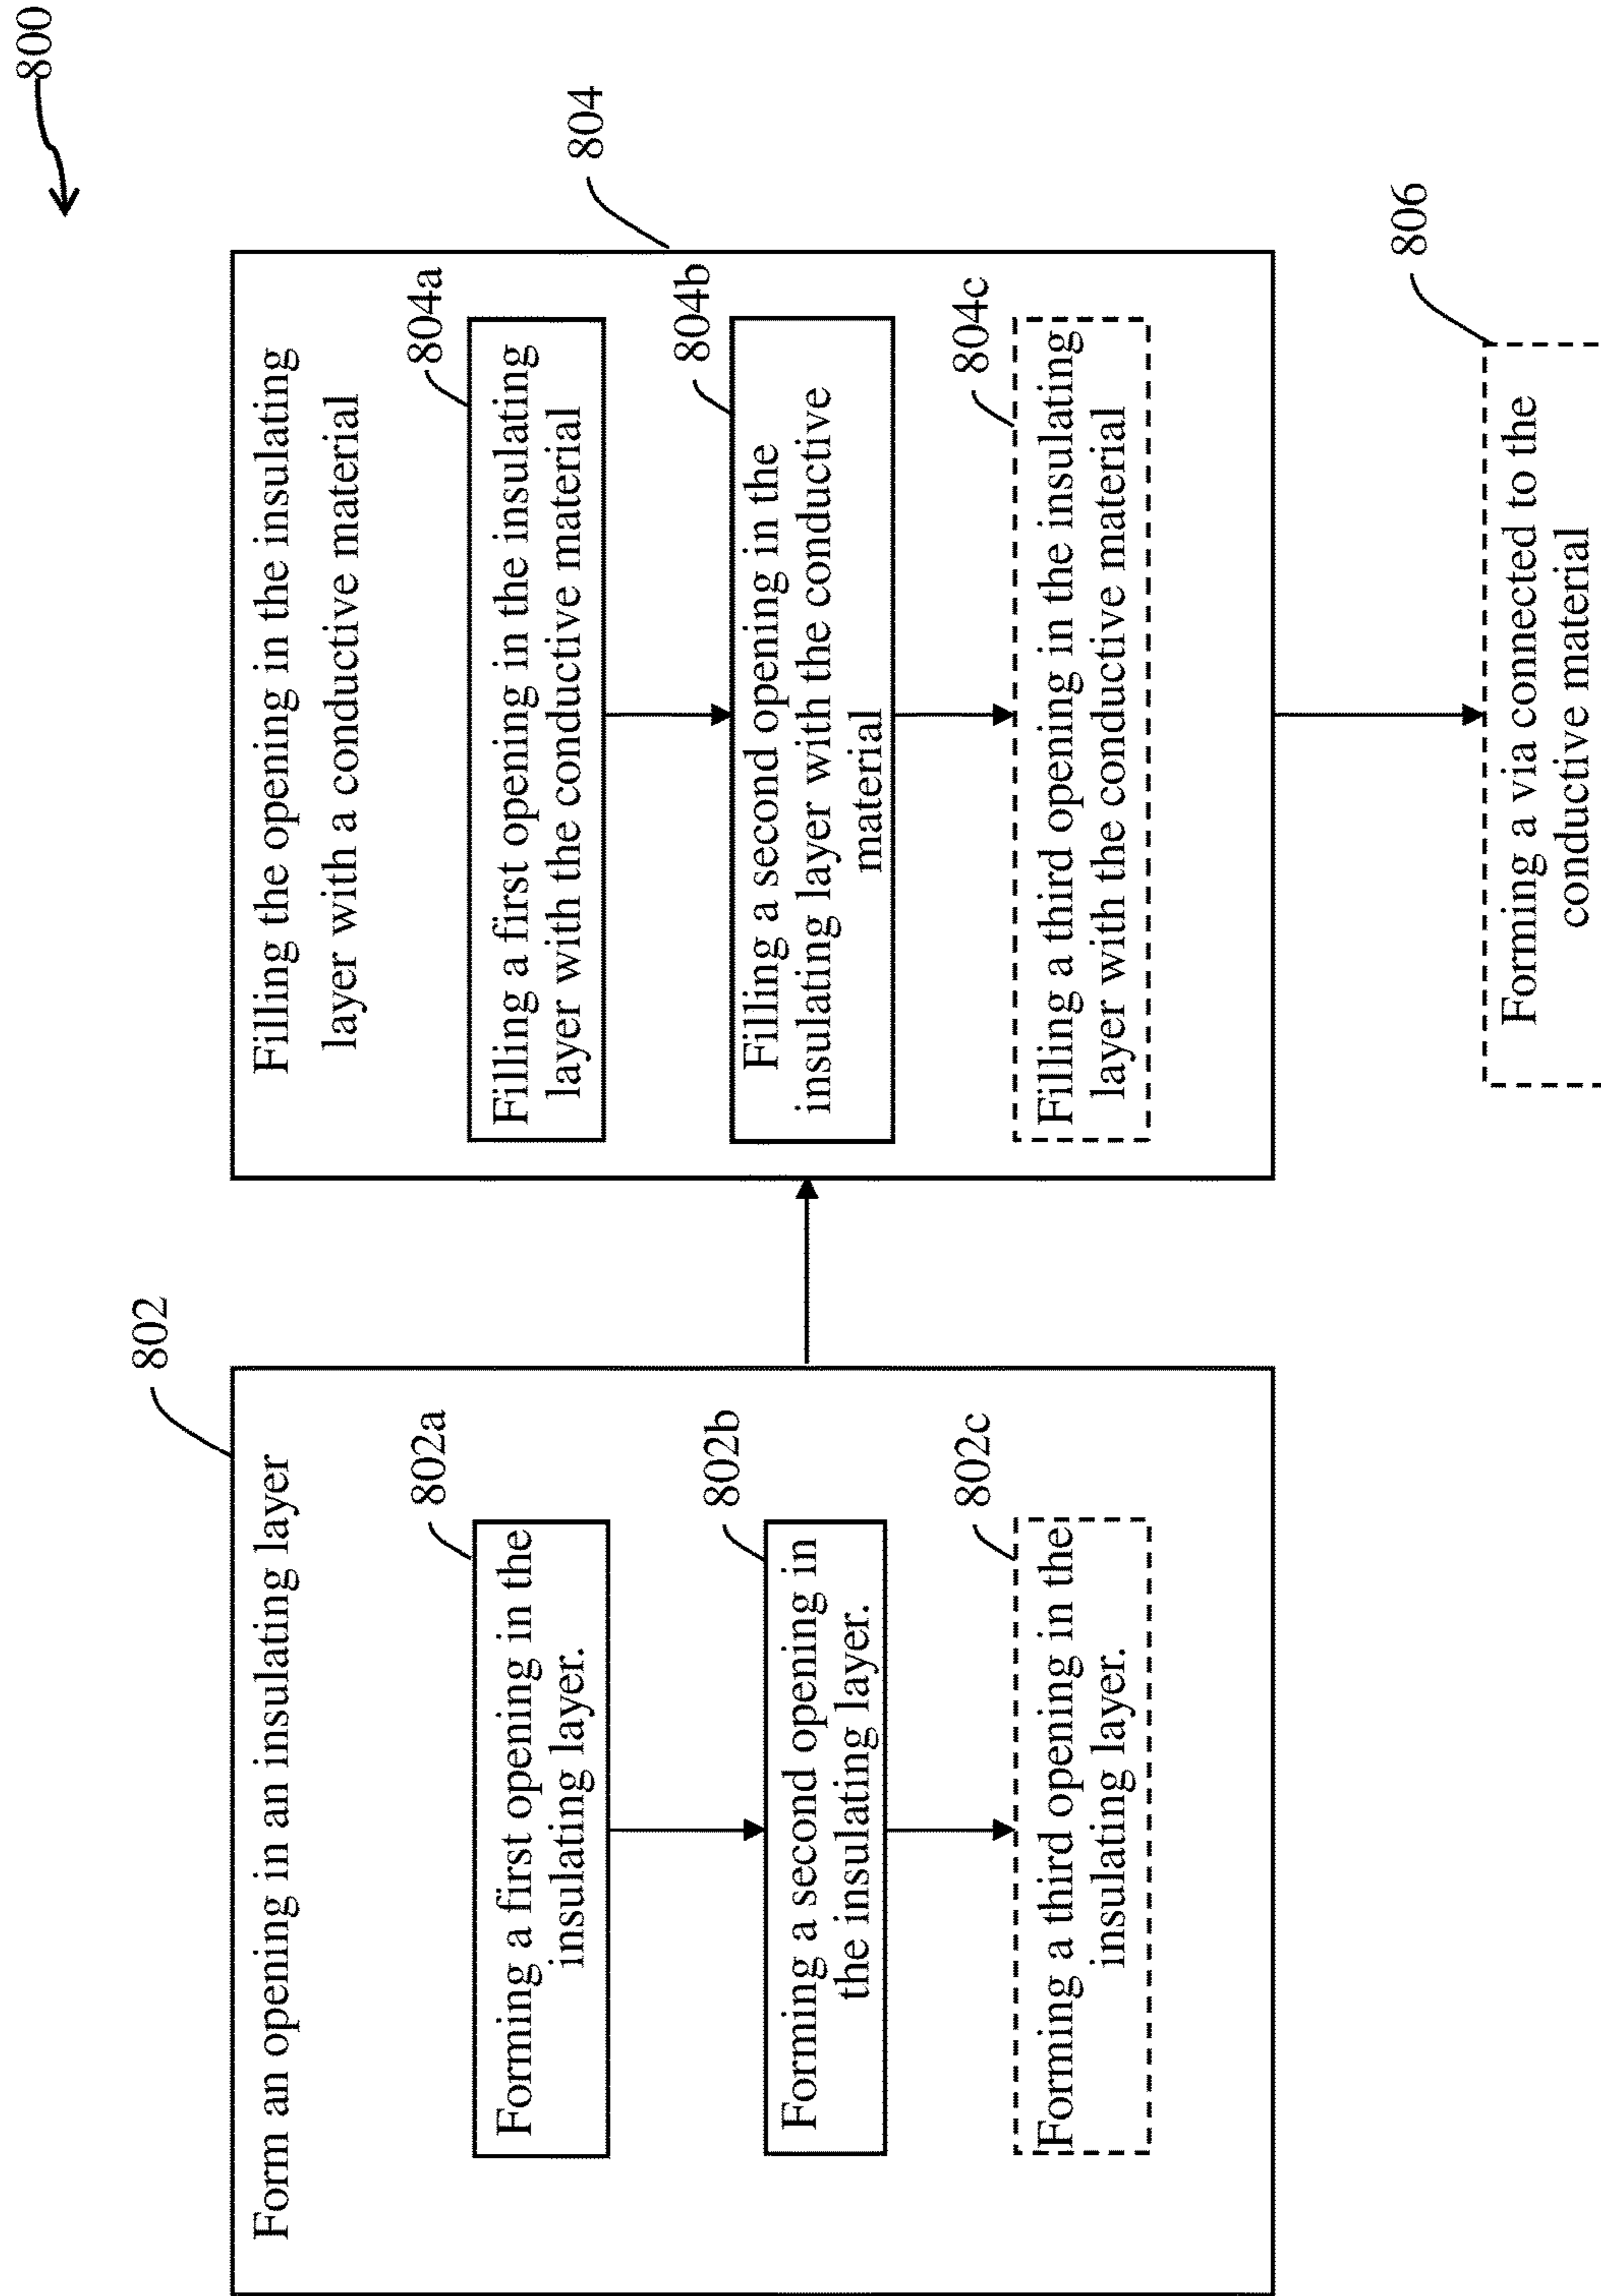 800
802
Form an opening in an insulating layer
802a
Forming a first opening in the
insulating layer.
802b
Forming a second opening in
the insulating layer.
802c
Forming a third opening in the
insulating layer.
804
Filling the opening in the insulating
layer with a conductive material
804a
Filling a first opening in the insulating
layer with the conductive material
804b
Filling a second opening in the
insulating layer with the conductive
material
804c
Filling a third opening in the insulating
layer with the conductive material
806
Forming a via connected to the
conductive material